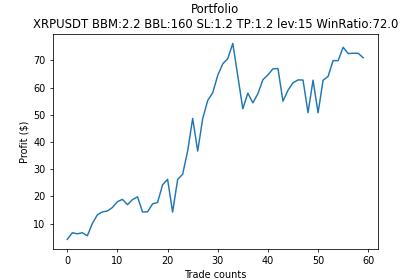 Portfolio
XRPUSDT BBM:2.2 BBL:160 SL:1.2 TP:1.2 lev:15 WinRatio:72.0
Profit ($)
70
60
50
40
30
20
10
0 10 20 30 40 50 60
Trade counts